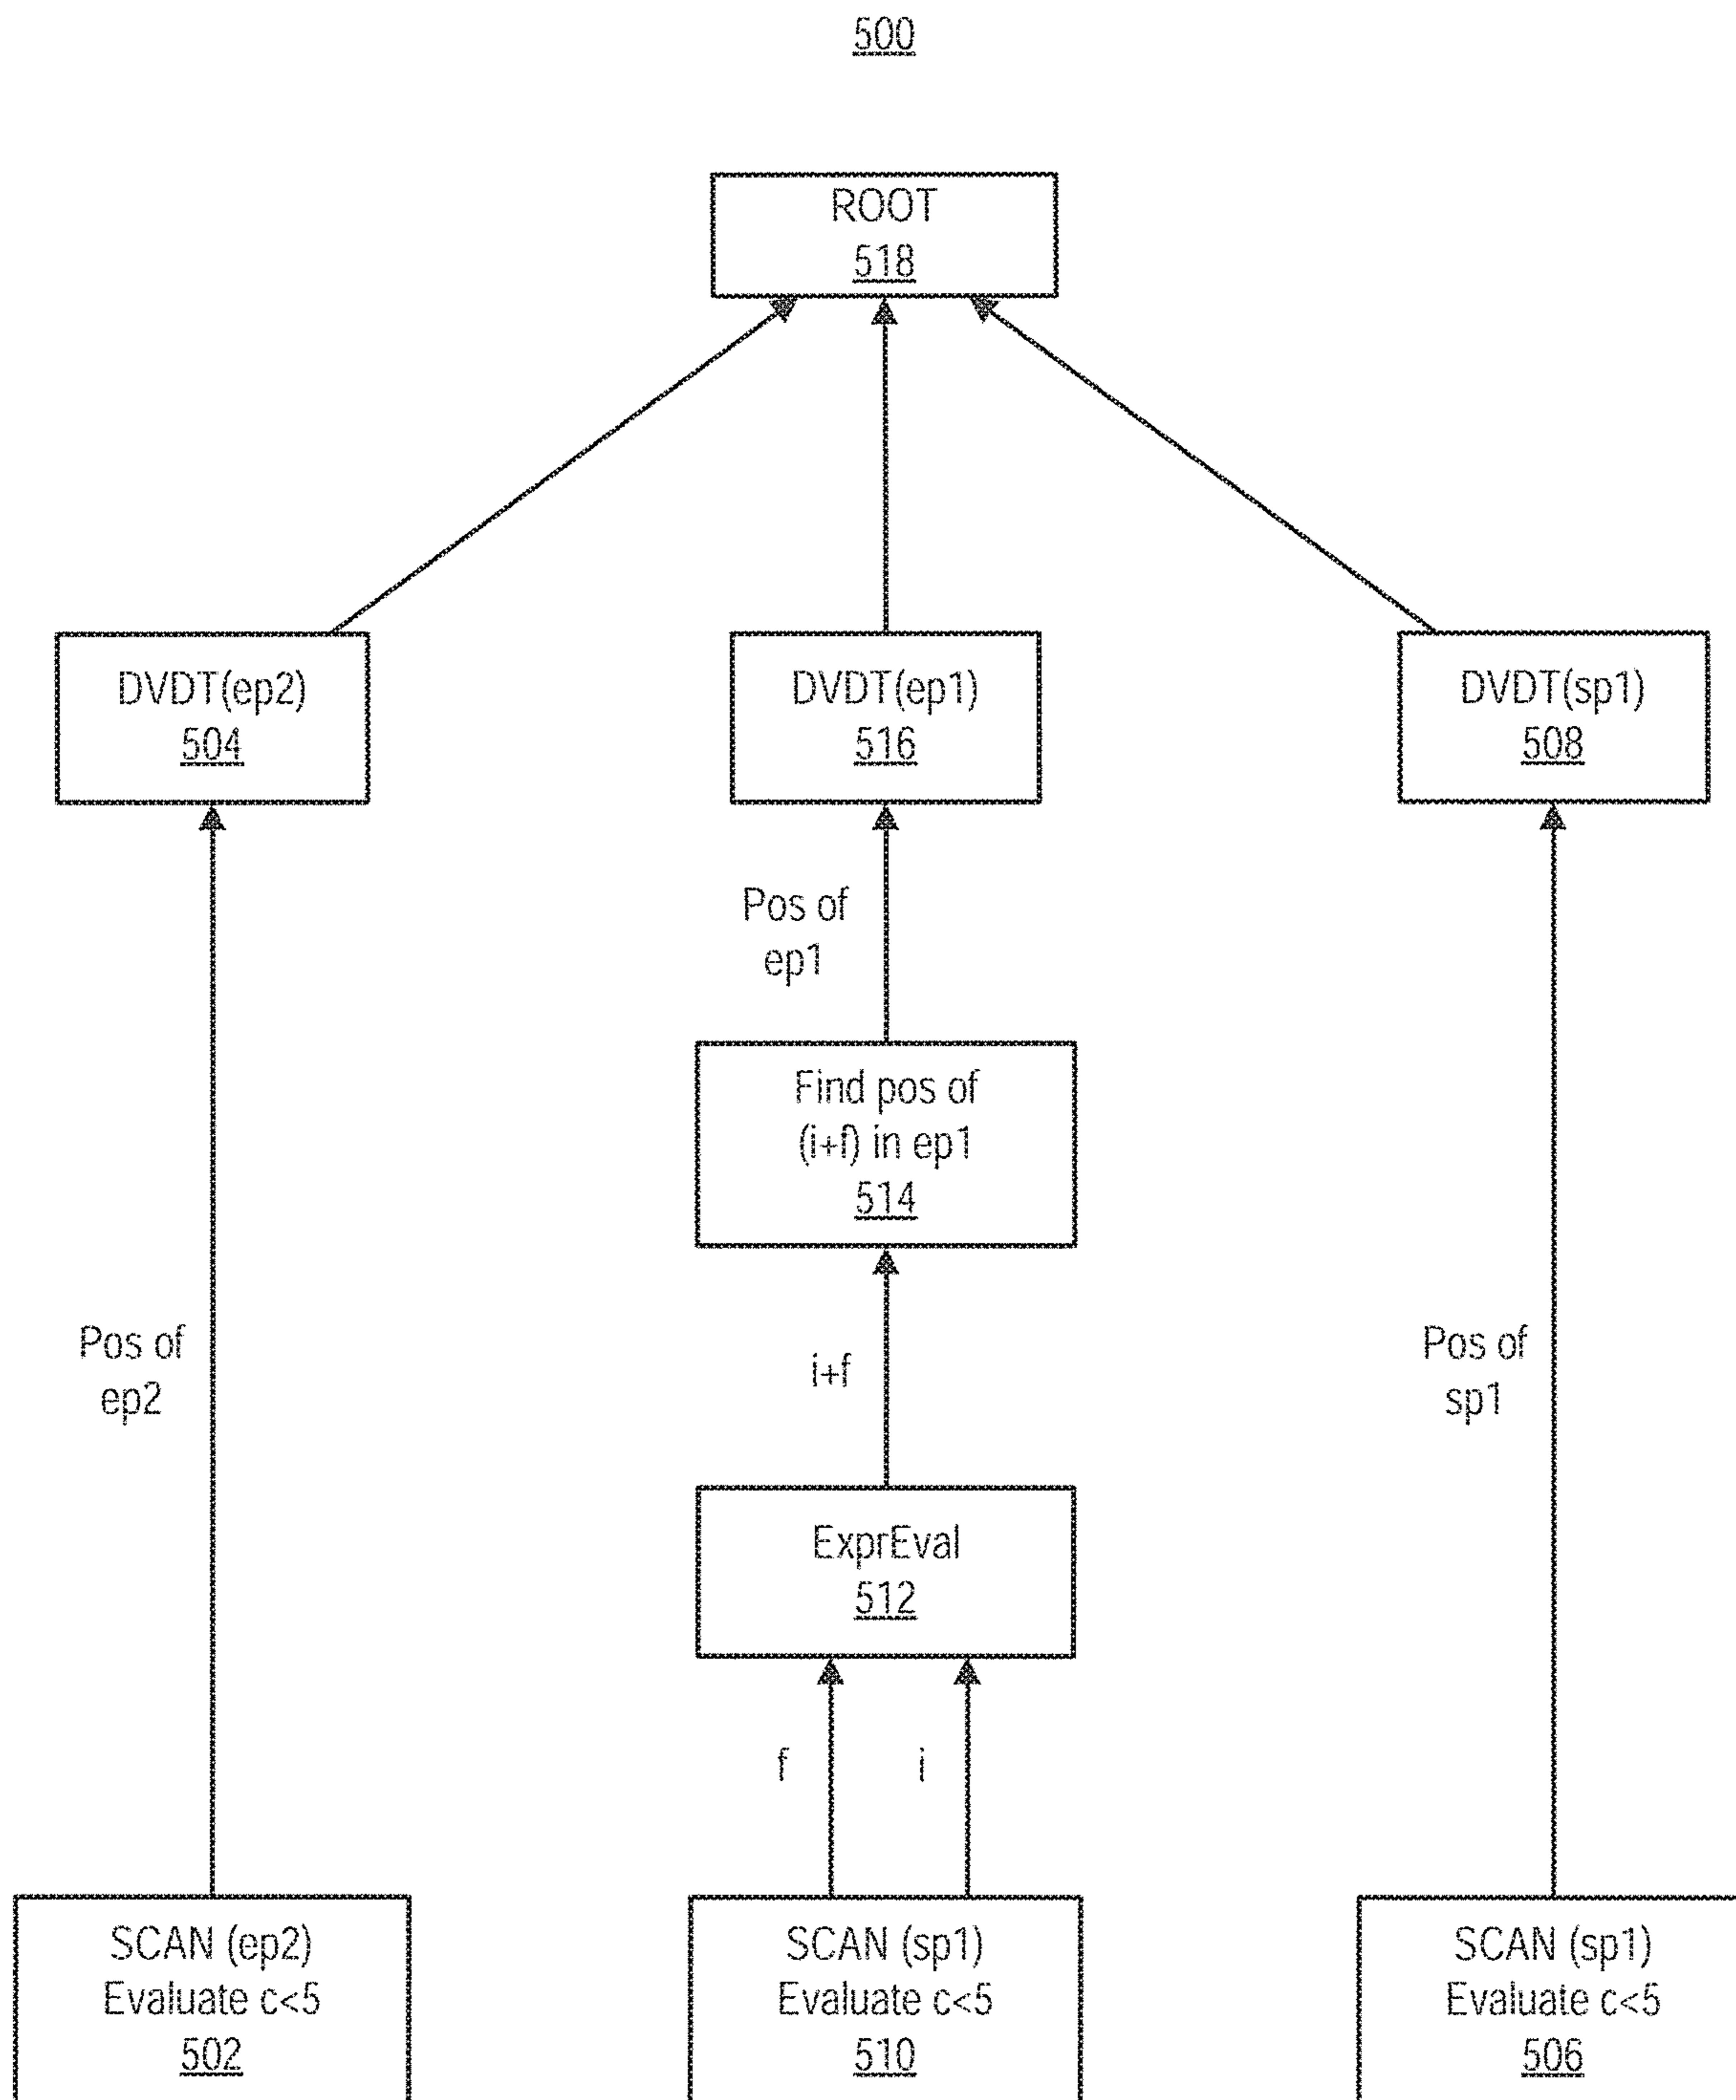 500
ROOT
518
DVDT(ep2)
504
DVDT(ep1)
516
DVDT(sp1)
508
Pos of
ep1
Find pos of
(i+f) in ep1
514
Pos of
ep2
i+f
Pos of
sp1
ExprEval
512
f
i
SCAN (ep2)
Evaluate c<5
502
SCAN (sp1)
Evaluate c<5
510
SCAN (sp1)
Evaluate c<5
506